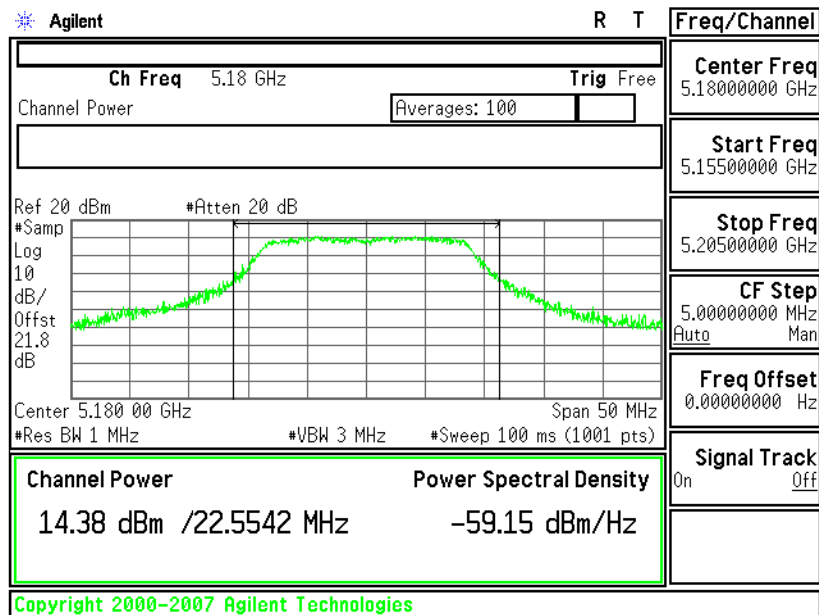 Agilent R T
Ch Freq 5.18 GHz Trig Free
Channel Power Averages: 100
Ref 20 dBm #Atten 20 dB
#Samp
Log
10
dB/
Offst
21.8
dB
Center 5.180 00 GHz Span 50 MHz
#Res BW 1 MHz #VBW 3 MHz #Sweep 100 ms (1001 pts)
Channel Power Power Spectral Density
14.38 dBm /22.5542 MHz -59.15 dBm/Hz
Copyright 2000-2007 Agilent Technologies
Freq/Channel
Center Freq
5.18000000 GHz
Start Freq
5.15500000 GHz
Stop Freq
5.20500000 GHz
CF Step
5.00000000 MHz
Auto Man
Freq Offset
0.00000000 Hz
Signal Track
On Off